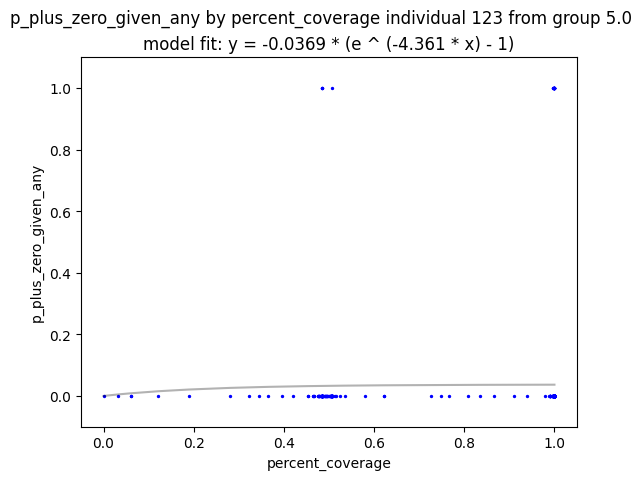 p_plus_zero_given_any by percent_coverage individual 123 from group 5.0
model fit: y = -0.0369 * (e ^ (-4.361 * x) - 1)
1.0
0.8
0.6
0.4
0.2
0.0
p_plus_zero_given_any
0.0 0.2 0.4 0.6 0.8 1.0
percent_coverage